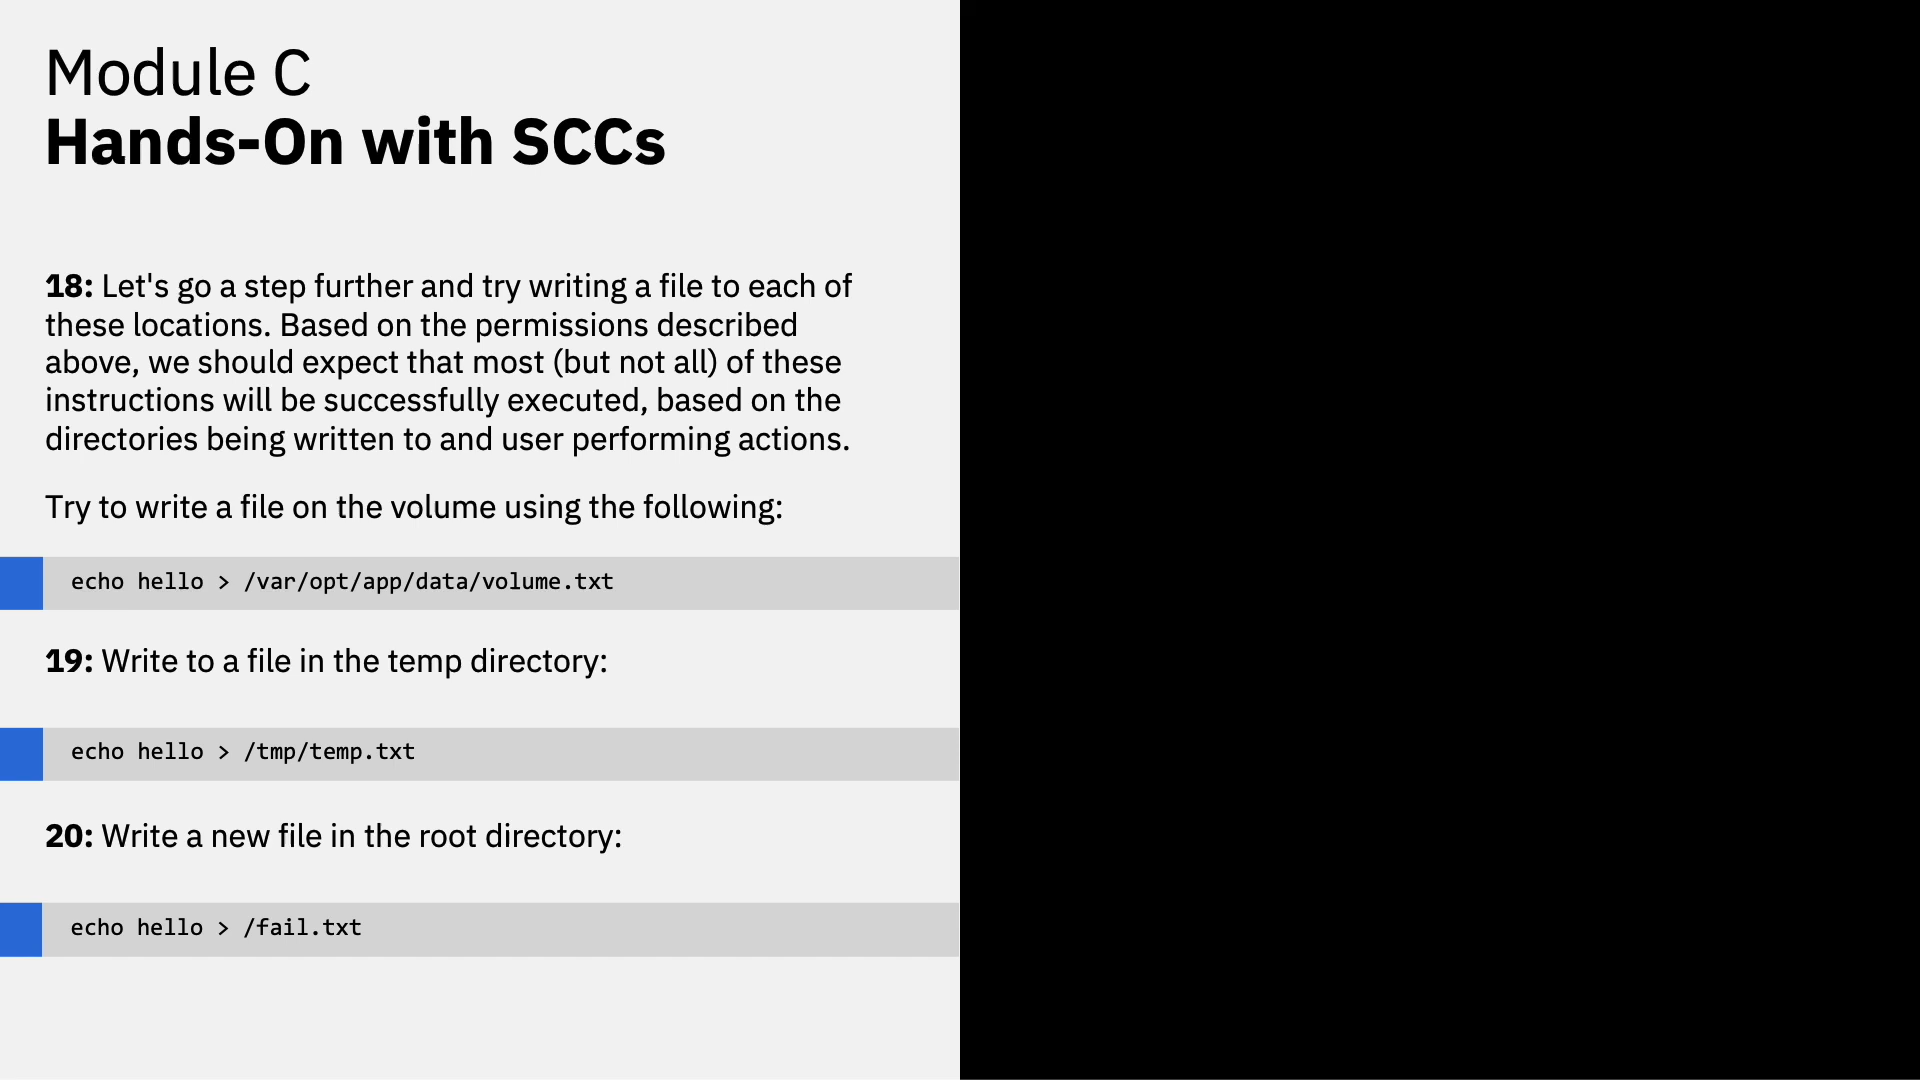 Module C
Hands-On with SCCs
18: Let's go a step further and try writing a file to each of
these locations. Based on the permissions described
above, we should expect that most (but not all) of these
instructions will be successfully executed, based on the
directories being written to and user performing actions.
Try to write a file on the volume using the following:
echo hello > /var/opt/app/data/volume.txt
19: Write to a file in the temp directory:
echo hello > /tmp/temp.txt
20: Write a new file in the root directory:
echo hello > /fail.txt